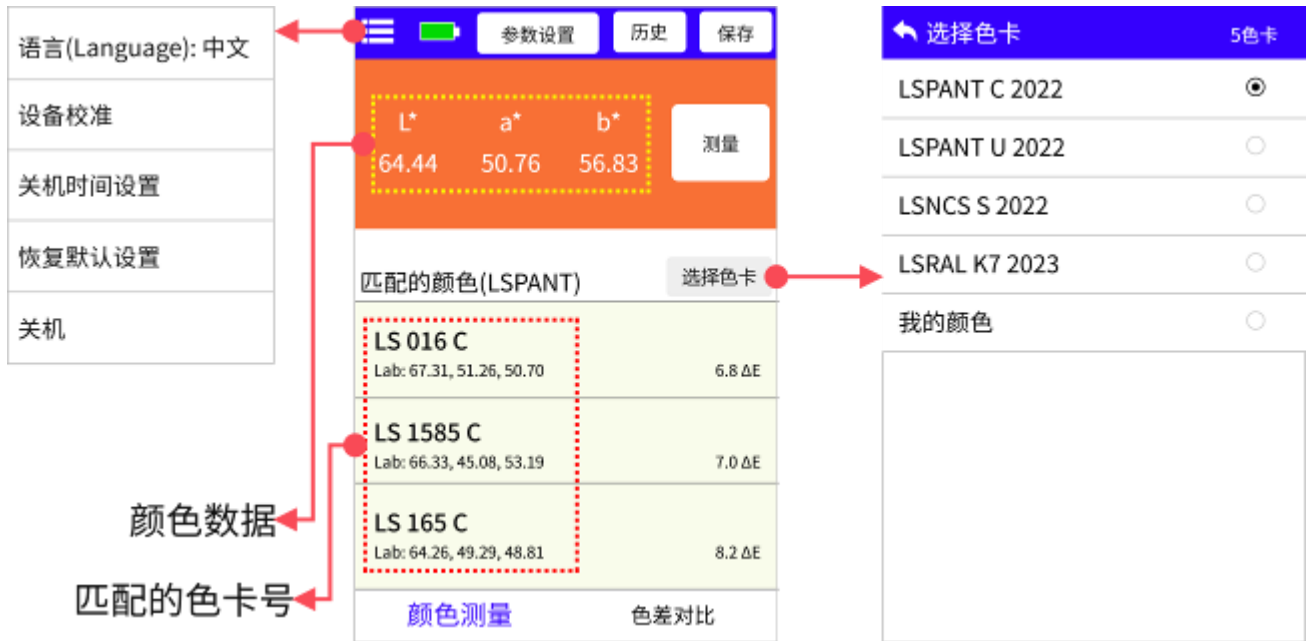 语言(Language): 中文
设备校准
关机时间设置
恢复默认设置
关机
颜色数据
匹配的色卡号
参数设置 历史 保存
L* a* b*
64.44 50.76 56.83
测量
匹配的颜色(LSPANT) 选择色卡
LS 016 C
Lab: 67.31, 51.26, 50.70 6.8 ΔE
LS 1585 C
Lab: 66.33, 45.08, 53.19 7.0 ΔE
LS 165 C
Lab: 64.26, 49.29, 48.81 8.2 ΔE
颜色测量 色差对比
选择色卡 5色卡
LSPANT C 2022
LSPANT U 2022
LSNCS S 2022
LSRAL K7 2023
我的颜色